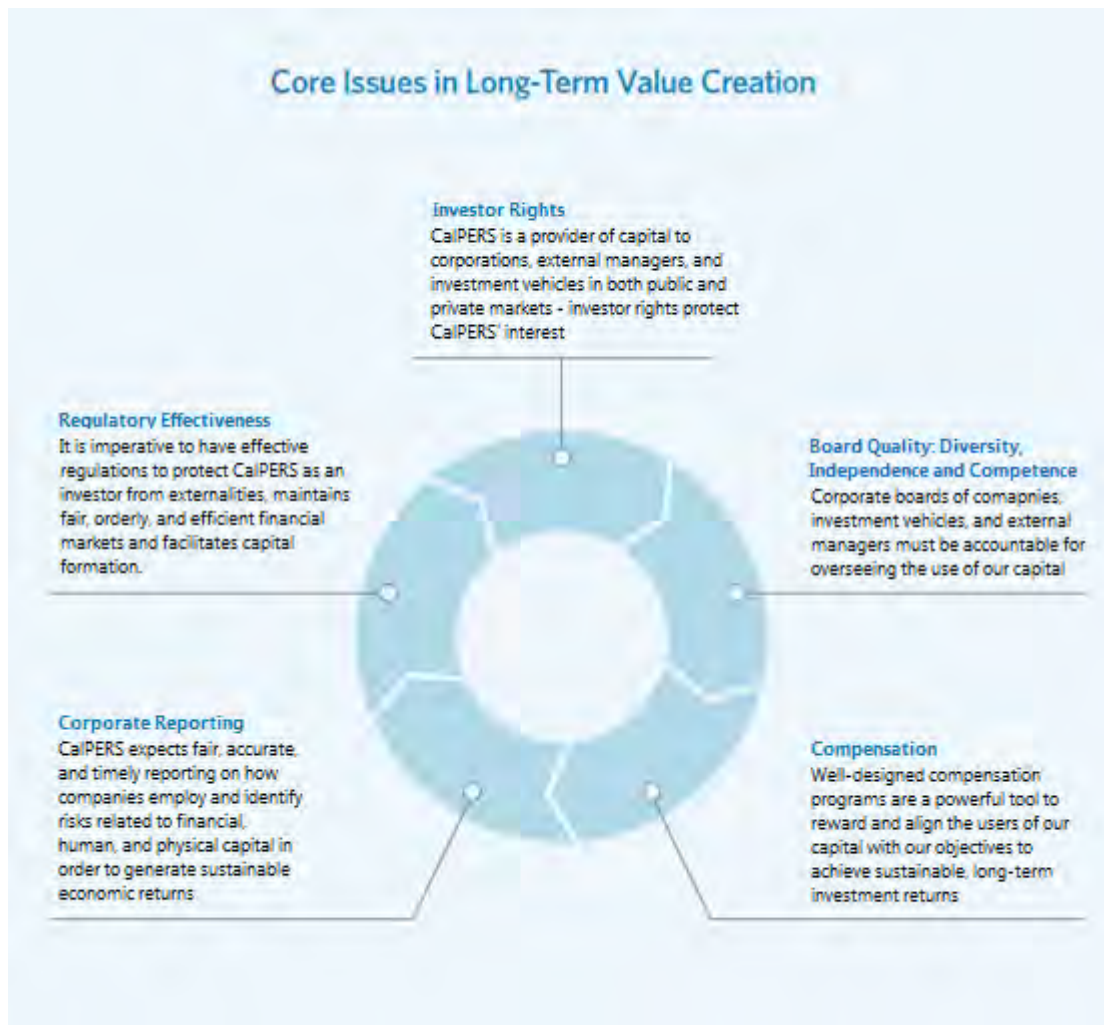 Core Issues in Long-Term Value Creation
Investor Rights
CalPERS is a provider of capital to
corporations, external managers, and
investment vehicles in both public and
private markets - investor rights protect
CalPERS' interest
Regulatory Effectiveness
It is imperative to have effective
regulations to protect CalPERS as an
investor from externalities, maintains
fair, orderly, and efficient financial
markets and facilitates capital
formation.
Board Quality: Diversity,
Independence and Competence
Corporate boards of comapnies,
investment vehicles, and external
managers must be accountable for
overseeing the use of our capital
Corporate Reporting
CalPERS expects fair, accurate,
and timely reporting on how
companies employ and identify
risks related to financial,
human, and physical capital in
order to generate sustainable
economic returns
Compensation
Well-designed compensation
programs are a powerful tool to
reward and align the users of our
capital with our objectives to
achieve sustainable, long-term
investment returns